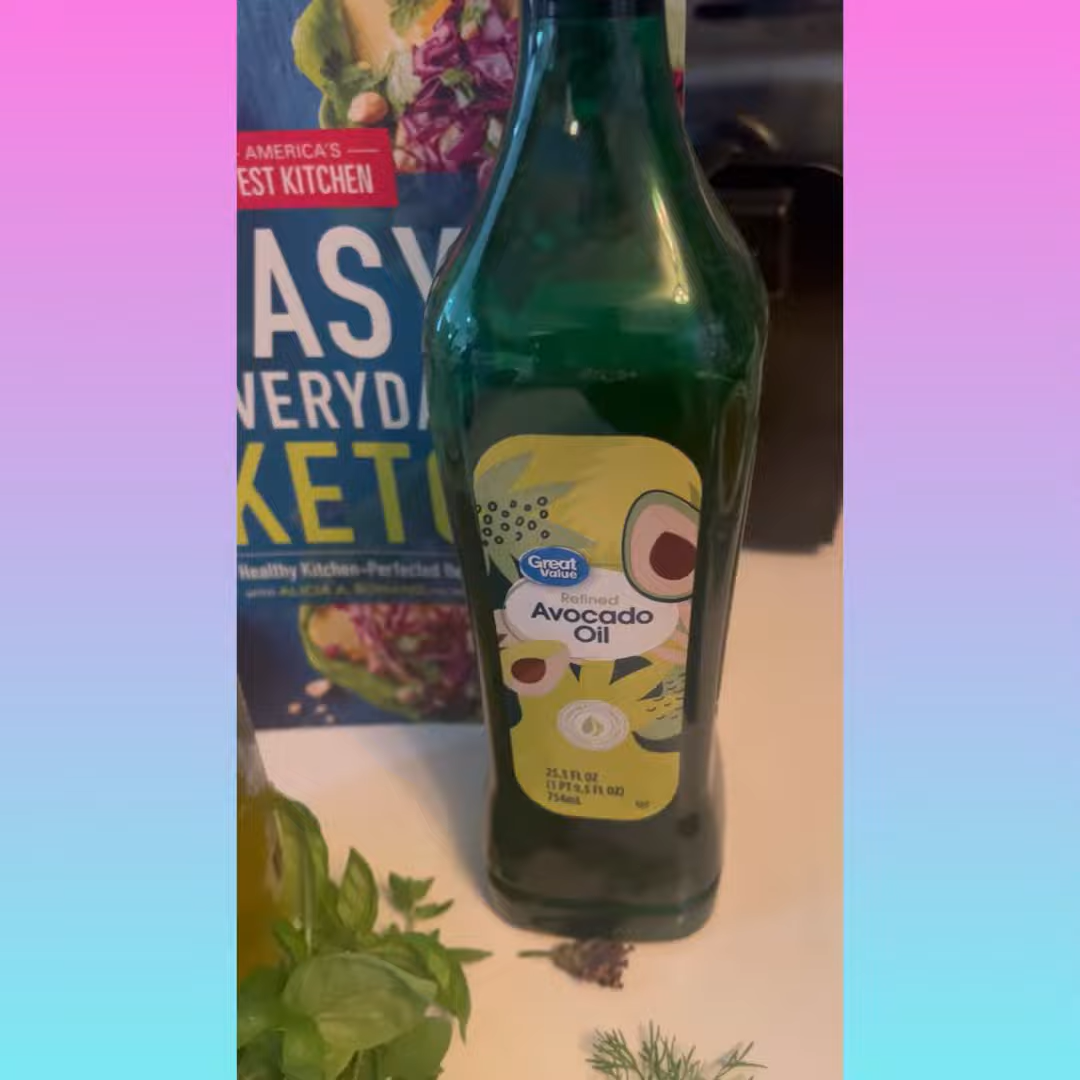 AMERICA'S
EST KITCHEN
ASY
VERYDA
KET
Healthy Kitchen-Perfected
Great
Value
Refined
Avocado
Oil
25.5 FL OZ
(1 PT 9.5 FL OZ)
754mL